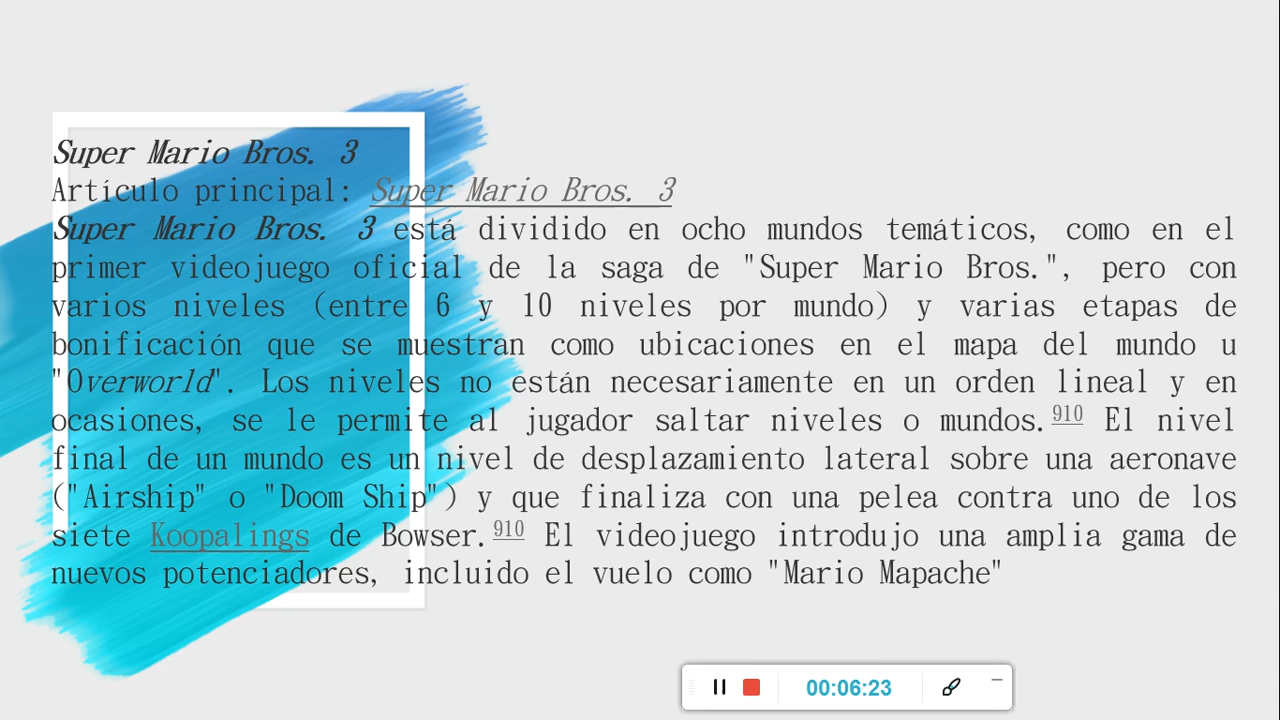 Super Mario Bros. 3
Artículo principal: Super Mario Bros. 3
Super Mario Bros. 3 está dividido en ocho mundos temáticos, como en el
primer videojuego oficial de la saga de "Super Mario Bros.", pero con
varios niveles (entre 6 y 10 niveles por mundo) y varias etapas de
bonificación que se muestran como ubicaciones en el mapa del mundo u
"Overworld". Los niveles no están necesariamente en un orden lineal y en
ocasiones, se le permite al jugador saltar niveles o mundos.910 El nivel
final de un mundo es un nivel de desplazamiento lateral sobre una aeronave
("Airship" o "Doom Ship") y que finaliza con una pelea contra uno de los
siete Koopalings de Bowser.910 El videojuego introdujo una amplia gama de
nuevos potenciadores, incluido el vuelo como "Mario Mapache"
00:06:23